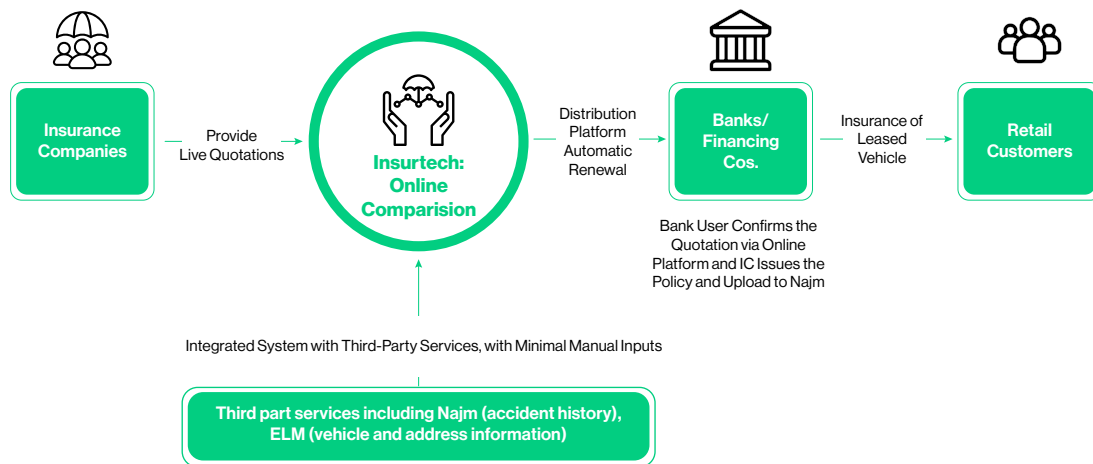 Insurance
Companies
Provide
Live Quotations
Insurtech:
Online
Comparision
Distribution
Platform
Automatic
Renewal
Banks/
Financing
Cos.
Bank User Confirms the
Quotation via Online
Platform and IC Issues the
Policy and Upload to Najm
Insurance of
Leased
Vehicle
Retail
Customers
Integrated System with Third-Party Services, with Minimal Manual Inputs
Third part services including Najm (accident history),
ELM (vehicle and address information)